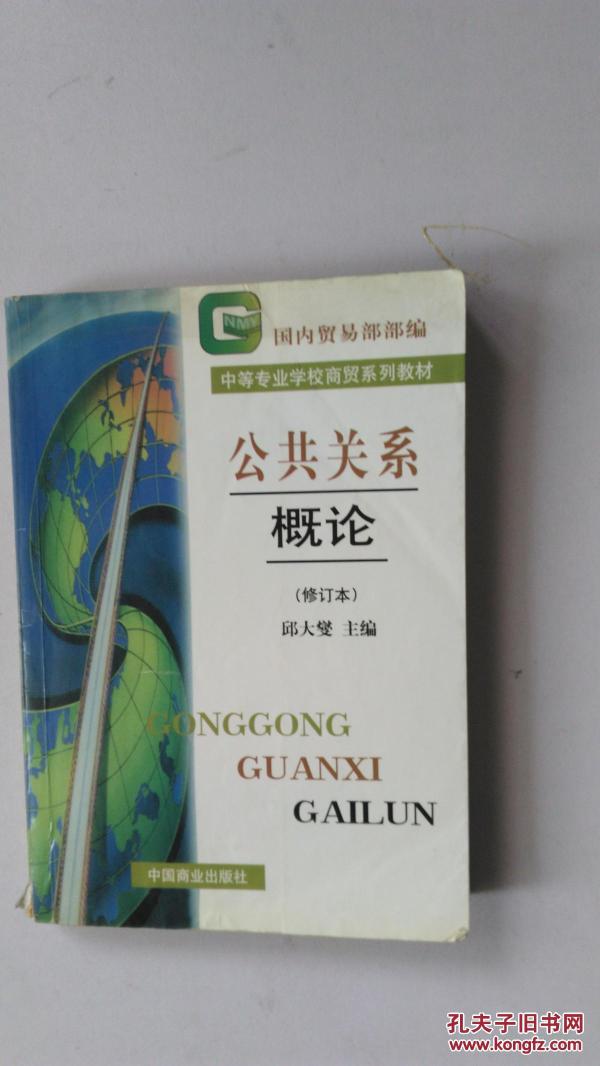 GNMY
国内贸易部部编
中等专业学校商贸系列教材
公共关系
概论
(修订本)
邱大燮 主编
GONGGONG
GUANXI
GAILUN
中国商业出版社
孔夫子旧书网
www.kongfz.com